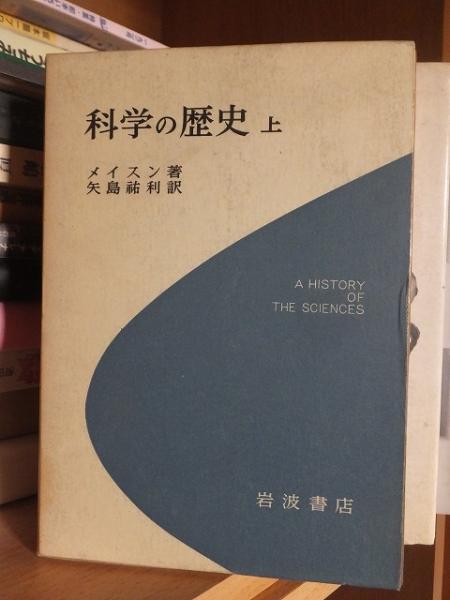 科学の歴史 上
メイスン著
矢島祐利訳
A HISTORY
OF
THE SCIENCES
岩波書店